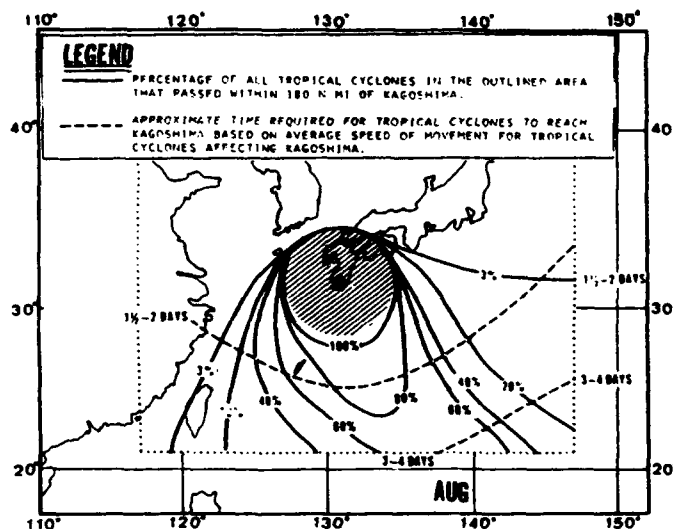 110° 120° 130° 140° 150°
LEGEND
PERCENTAGE OF ALL TROPICAL CYCLONES IN THE OUTLINED AREA
THAT PASSED WITHIN 180 N MI OF KAGOSHIMA.
APPROXIMATE TIME REQUIRED FOR TROPICAL CYCLONES TO REACH
KAGOSHIMA BASED ON AVERAGE SPEED OF MOVEMENT FOR TROPICAL
CYCLONES AFFECTING KAGOSHIMA.
40° 40
3%
1½-2 DAYS
30° 30
1½-2 DAYS
100%
3%
3-4 DAYS
40% 60% 80% 60% 40% 20%
3-4 DAYS
20° 20
AUG
110° 120° 130° 140° 150°